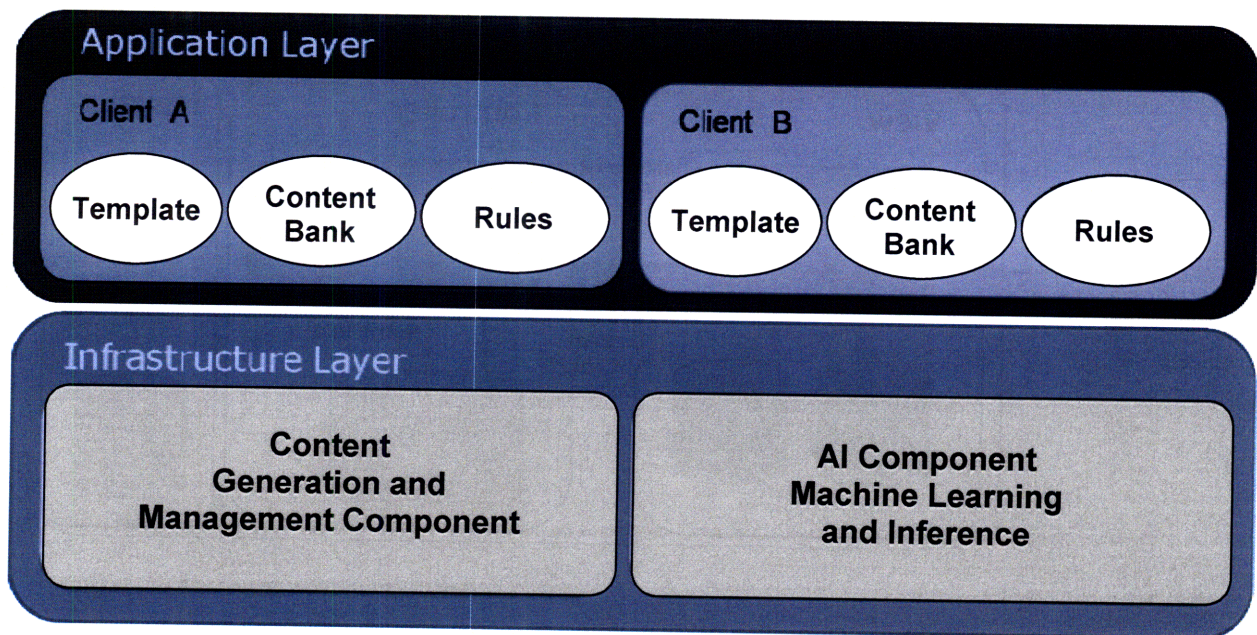 Application Layer
Client A
Template
Content
Bank
Rules
Client B
Template
Content
Bank
Rules
Infrastructure Layer
Content
Generation and
Management Component
AI Component
Machine Learning
and Inference